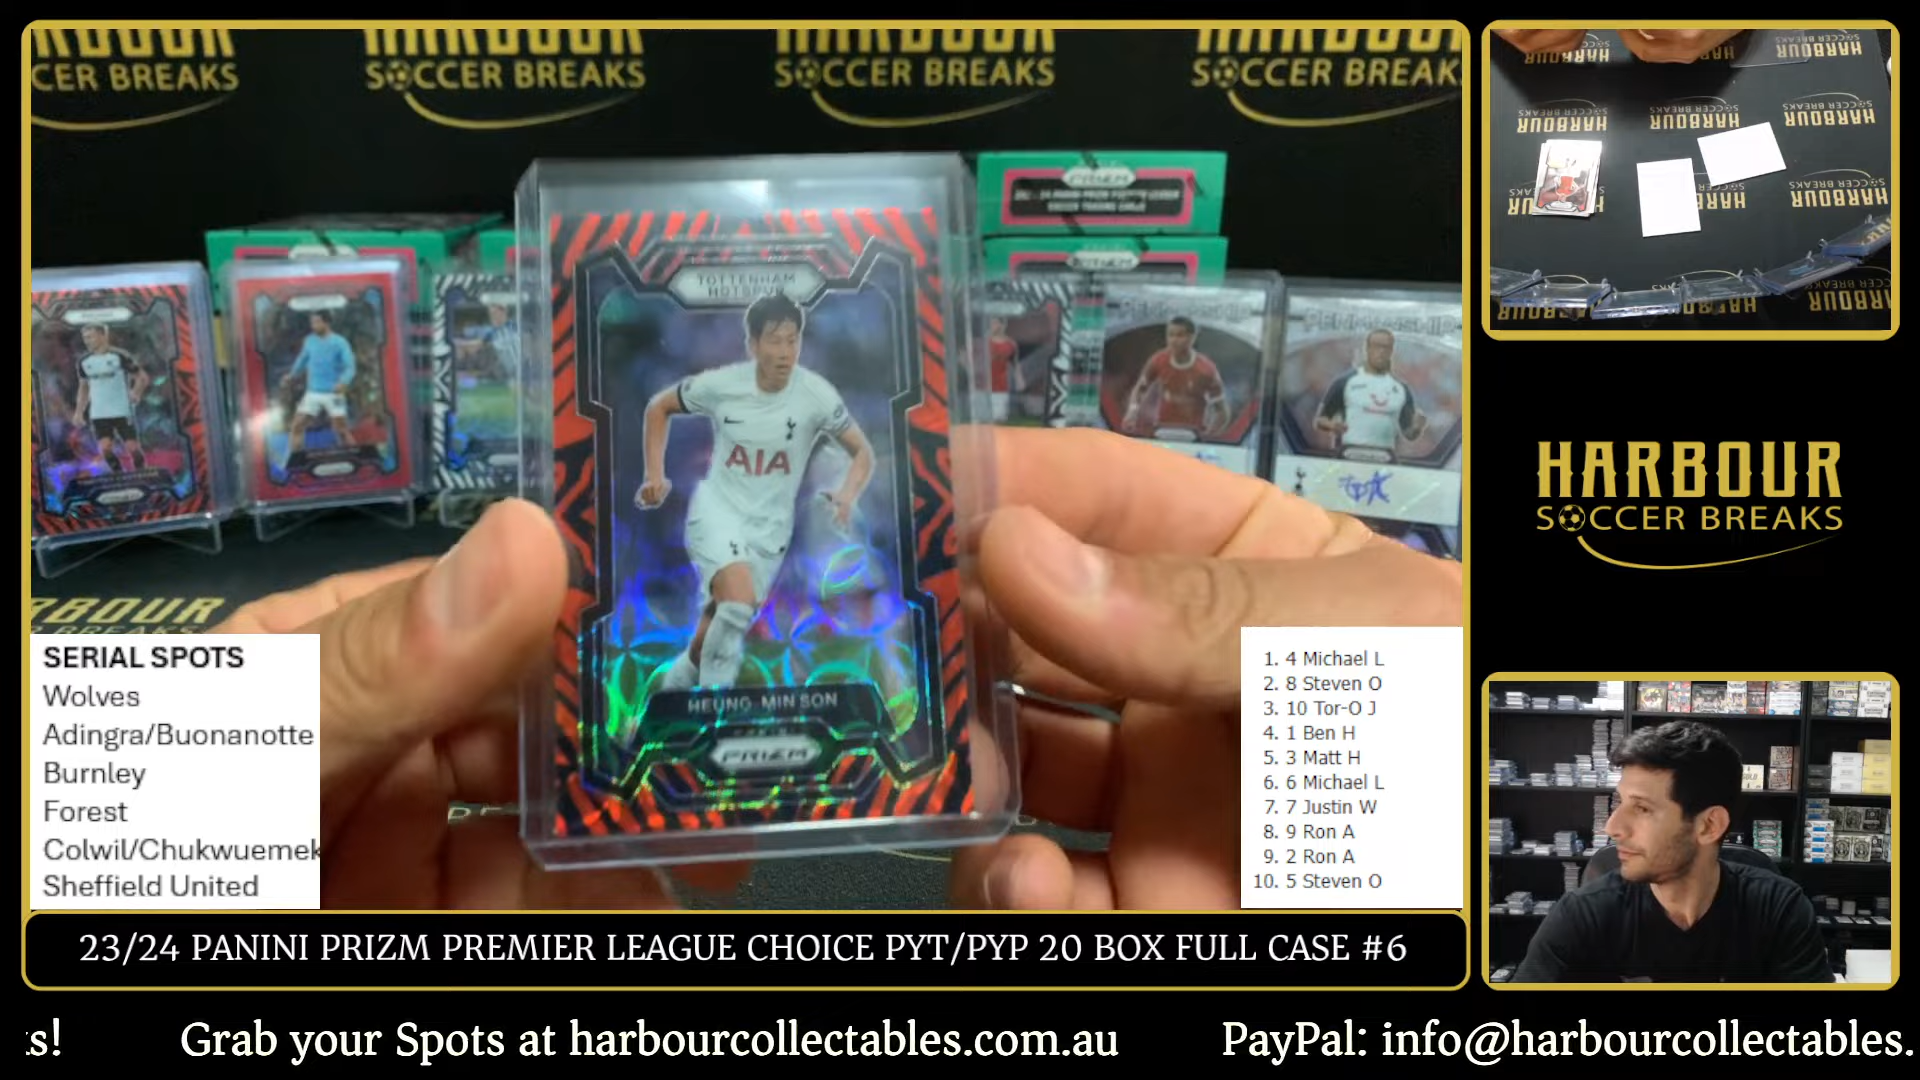 HARBOUR
CCER BREAKS
SOCCER BREAKS
SOCCER BREAKS
SOCCER BREAK
PRIZM
TOTTENHAM
HOTSPUR
AIA
HEUNG-MIN SON
PRIZM
SERIAL SPOTS
Wolves
Adingra/Buonanotte
Burnley
Forest
Colwil/Chukwuemek
Sheffield United
1. 4 Michael L
2. 8 Steven O
3. 10 Tor-O J
4. 1 Ben H
5. 3 Matt H
6. 6 Michael L
7. 7 Justin W
8. 9 Ron A
9. 2 Ron A
10. 5 Steven O
HARBOUR
SOCCER BREAKS
23/24 PANINI PRIZM PREMIER LEAGUE CHOICE PYT/PYP 20 BOX FULL CASE #6
s! Grab your Spots at harbourcollectables.com.au PayPal: info@harbourcollectables.